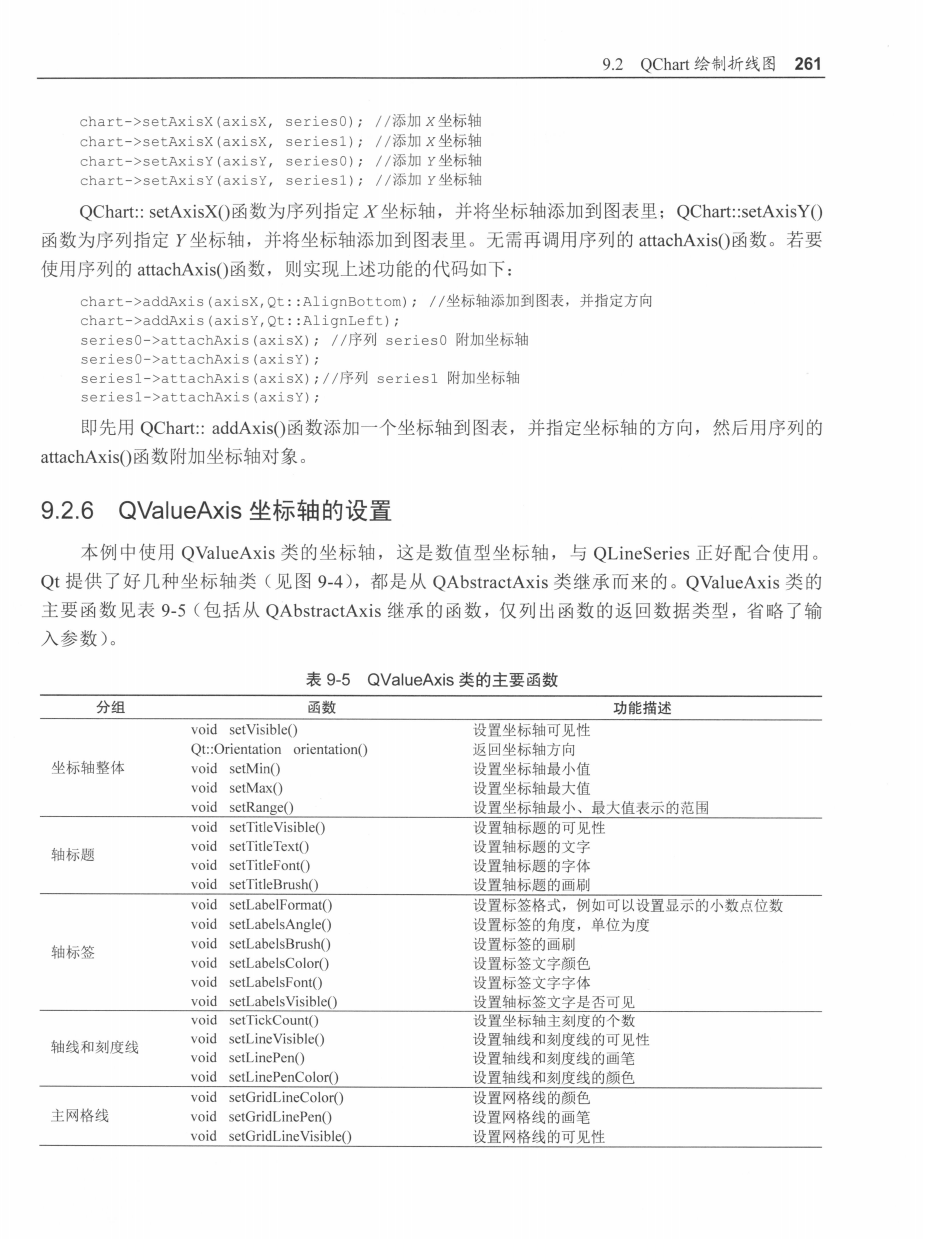 9.2 QChart 绘制折线图 261
chart->setAxisX(axisX, series0); //添加 X 坐标轴
chart->setAxisX(axisX, series1); //添加 X 坐标轴
chart->setAxisY(axisY, series0); //添加 Y 坐标轴
chart->setAxisY(axisY, series1); //添加 Y 坐标轴
QChart:: setAxisX()函数为序列指定 X 坐标轴，并将坐标轴添加到图表里；QChart::setAxisY()
函数为序列指定 Y 坐标轴，并将坐标轴添加到图表里。无需再调用序列的 attachAxis()函数。若要
使用序列的 attachAxis()函数，则实现上述功能的代码如下：
chart->addAxis(axisX,Qt::AlignBottom); //坐标轴添加到图表，并指定方向
chart->addAxis(axisY,Qt::AlignLeft);
series0->attachAxis(axisX); //序列 series0 附加坐标轴
series0->attachAxis(axisY);
series1->attachAxis(axisX);//序列 series1 附加坐标轴
series1->attachAxis(axisY);
即先用 QChart:: addAxis()函数添加一个坐标轴到图表，并指定坐标轴的方向，然后用序列的
attachAxis()函数附加坐标轴对象。
9.2.6 QValueAxis 坐标轴的设置
本例中使用 QValueAxis 类的坐标轴，这是数值型坐标轴，与 QLineSeries 正好配合使用。
Qt 提供了好几种坐标轴类（见图 9-4），都是从 QAbstractAxis 类继承而来的。QValueAxis 类的
主要函数见表 9-5（包括从 QAbstractAxis 继承的函数，仅列出函数的返回数据类型，省略了输
入参数）。
表 9-5 QValueAxis 类的主要函数
分组 函数 功能描述
void setVisible() 设置坐标轴可见性
Qt::Orientation orientation() 返回坐标轴方向
坐标轴整体 void setMin() 设置坐标轴最小值
void setMax() 设置坐标轴最大值
void setRange() 设置坐标轴最小、最大值表示的范围
void setTitleVisible() 设置轴标题的可见性
轴标题 void setTitleText() 设置轴标题的文字
void setTitleFont() 设置轴标题的字体
void setTitleBrush() 设置轴标题的画刷
void setLabelFormat() 设置标签格式，例如可以设置显示的小数点位数
void setLabelsAngle() 设置标签的角度，单位为度
轴标签 void setLabelsBrush() 设置标签的画刷
void setLabelsColor() 设置标签文字颜色
void setLabelsFont() 设置标签文字字体
void setLabelsVisible() 设置轴标签文字是否可见
void setTickCount() 设置坐标轴主刻度的个数
轴线和刻度线 void setLineVisible() 设置轴线和刻度线的可见性
void setLinePen() 设置轴线和刻度线的画笔
void setLinePenColor() 设置轴线和刻度线的颜色
void setGridLineColor() 设置网格线的颜色
主网格线 void setGridLinePen() 设置网格线的画笔
void setGridLineVisible() 设置网格线的可见性